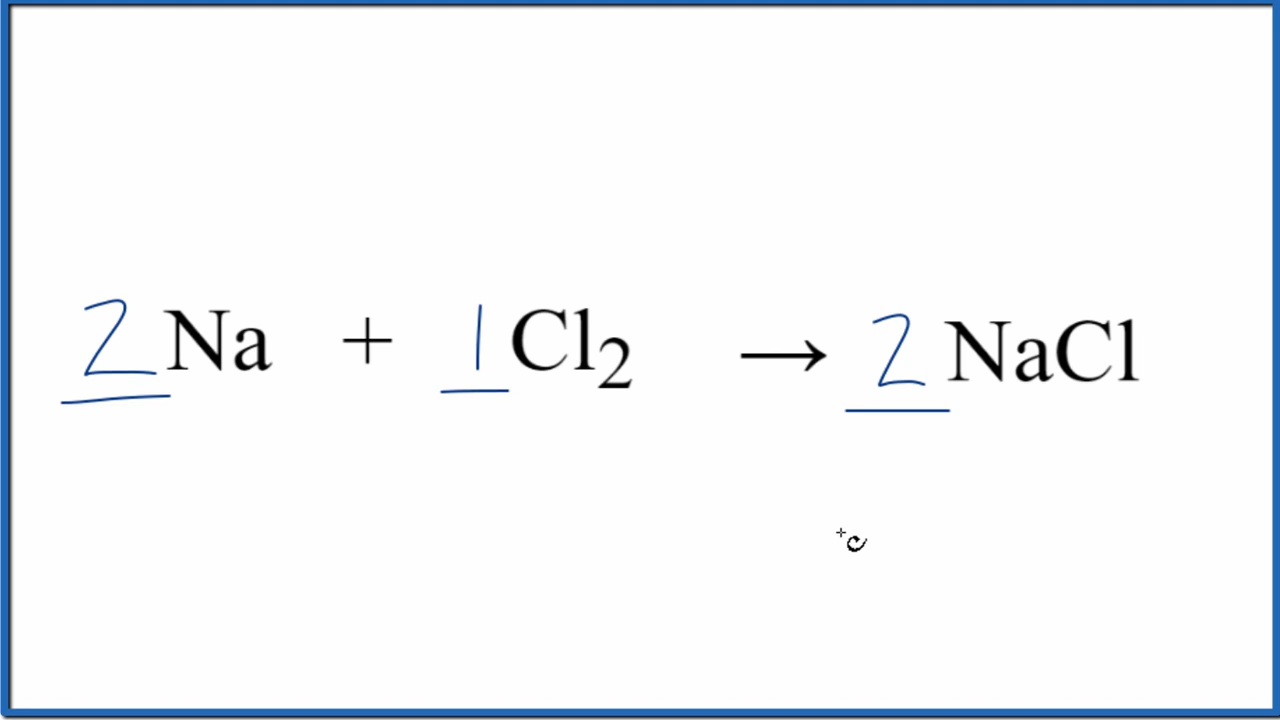 2 Na + 1 Cl₂ → 2 NaCl